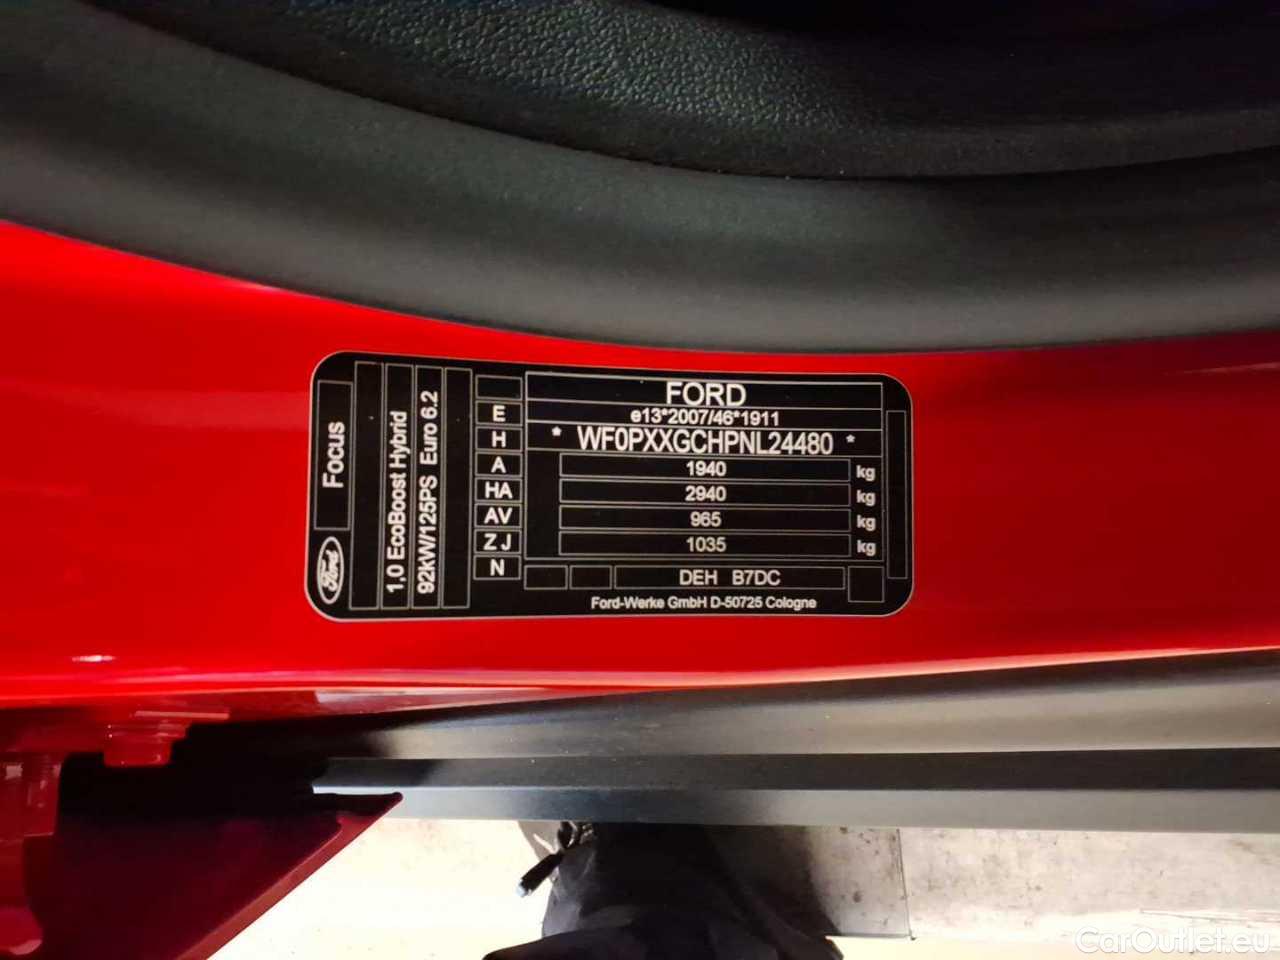 FORD
e13*2007/46*1911
* WF0PXXGCHPNL24480 *
1940 kg
2940 kg
965 kg
1035 kg
DEH B7DC
Ford-Werke GmbH D-50725 Cologne
E
H
A
HA
AV
Z J
N
Focus
Ford
1,0 EcoBoost Hybrid
92kW/125PS Euro 6.2
CarOutlet.eu